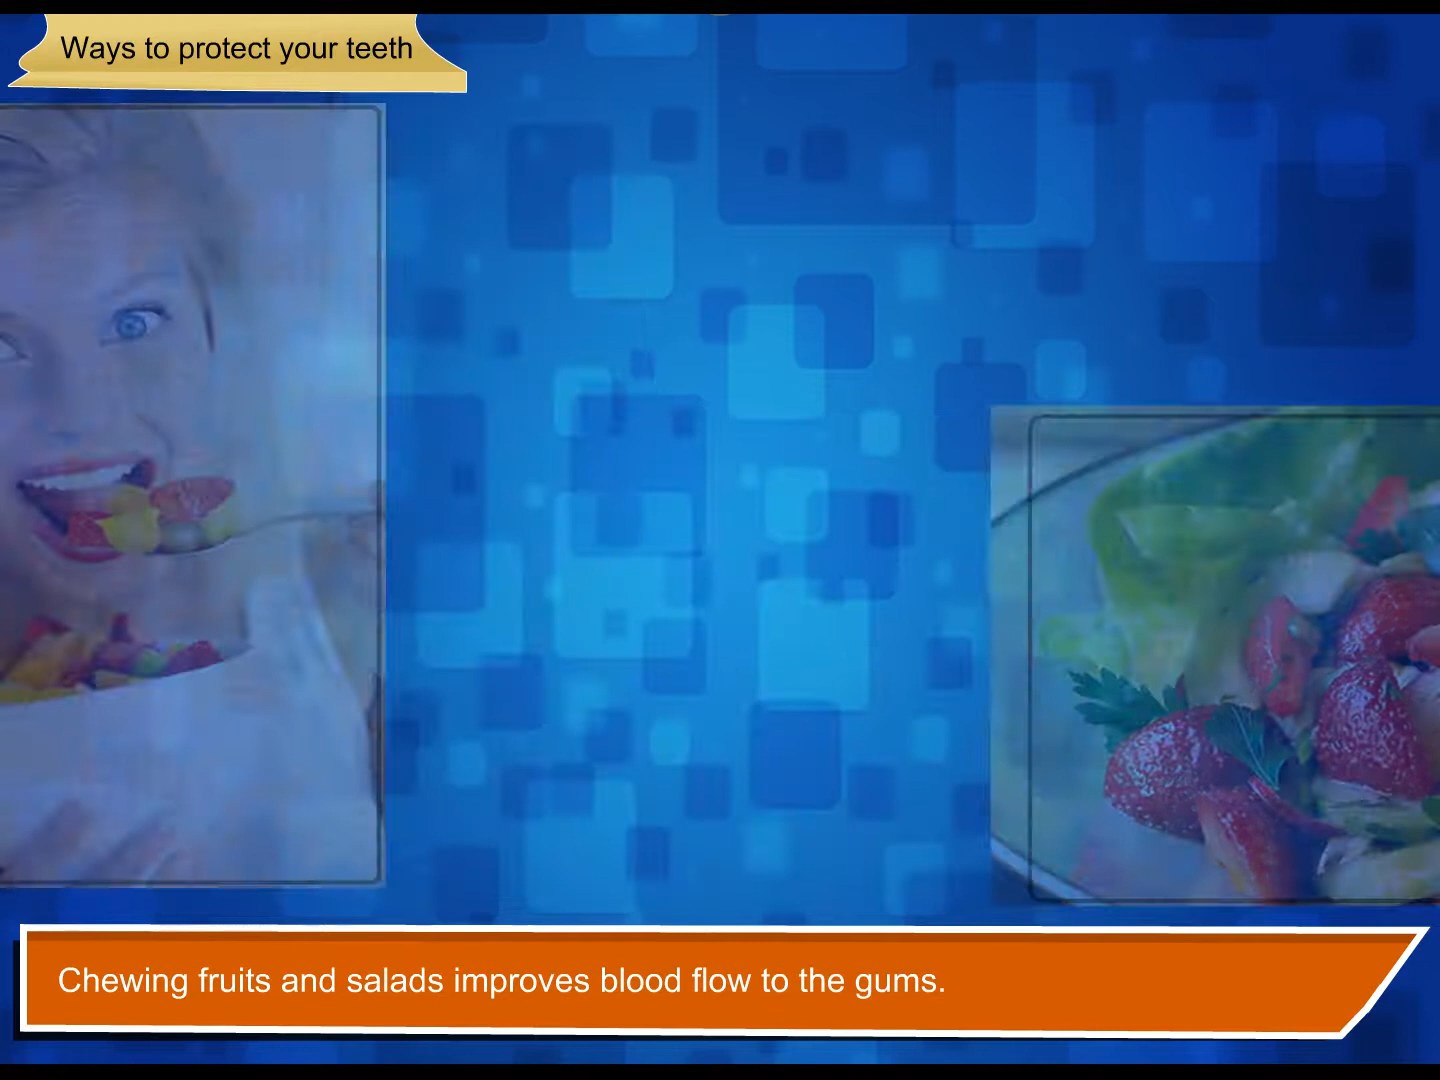 Ways to protect your teeth
Chewing fruits and salads improves blood flow to the gums.